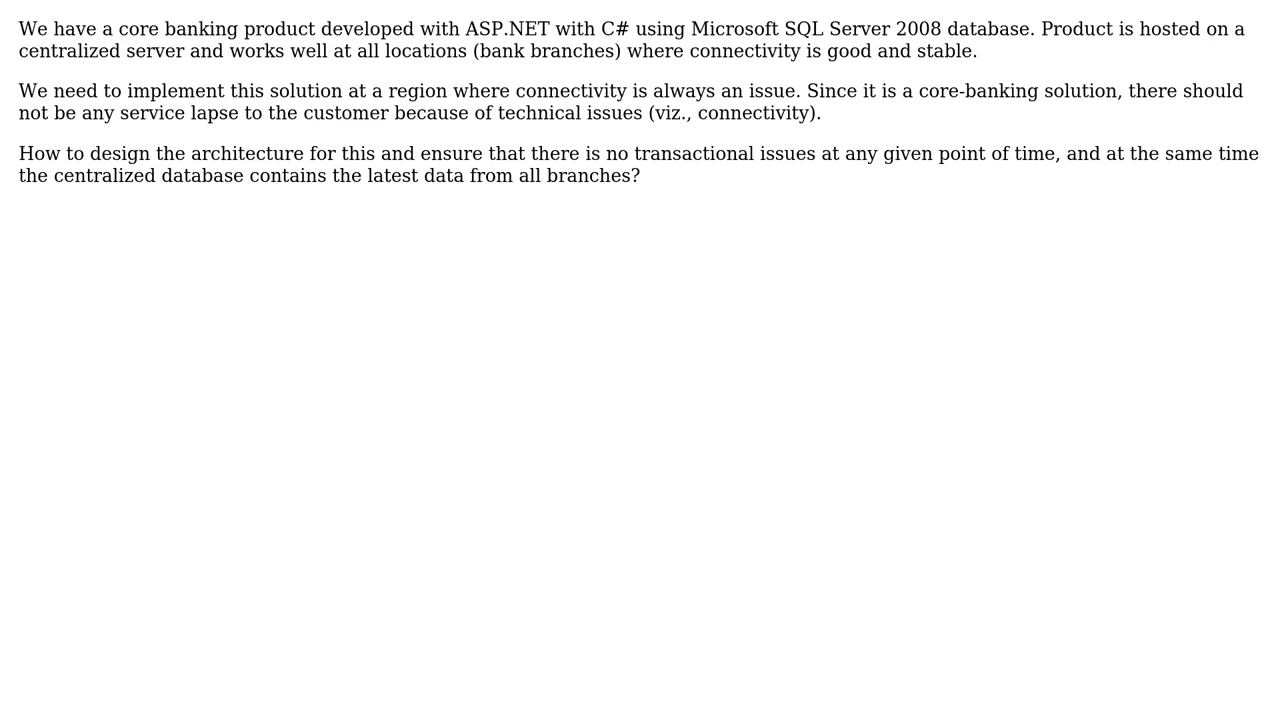 We have a core banking product developed with ASP.NET with C# using Microsoft SQL Server 2008 database. Product is hosted on a
centralized server and works well at all locations (bank branches) where connectivity is good and stable.
We need to implement this solution at a region where connectivity is always an issue. Since it is a core-banking solution, there should
not be any service lapse to the customer because of technical issues (viz., connectivity).
How to design the architecture for this and ensure that there is no transactional issues at any given point of time, and at the same time
the centralized database contains the latest data from all branches?